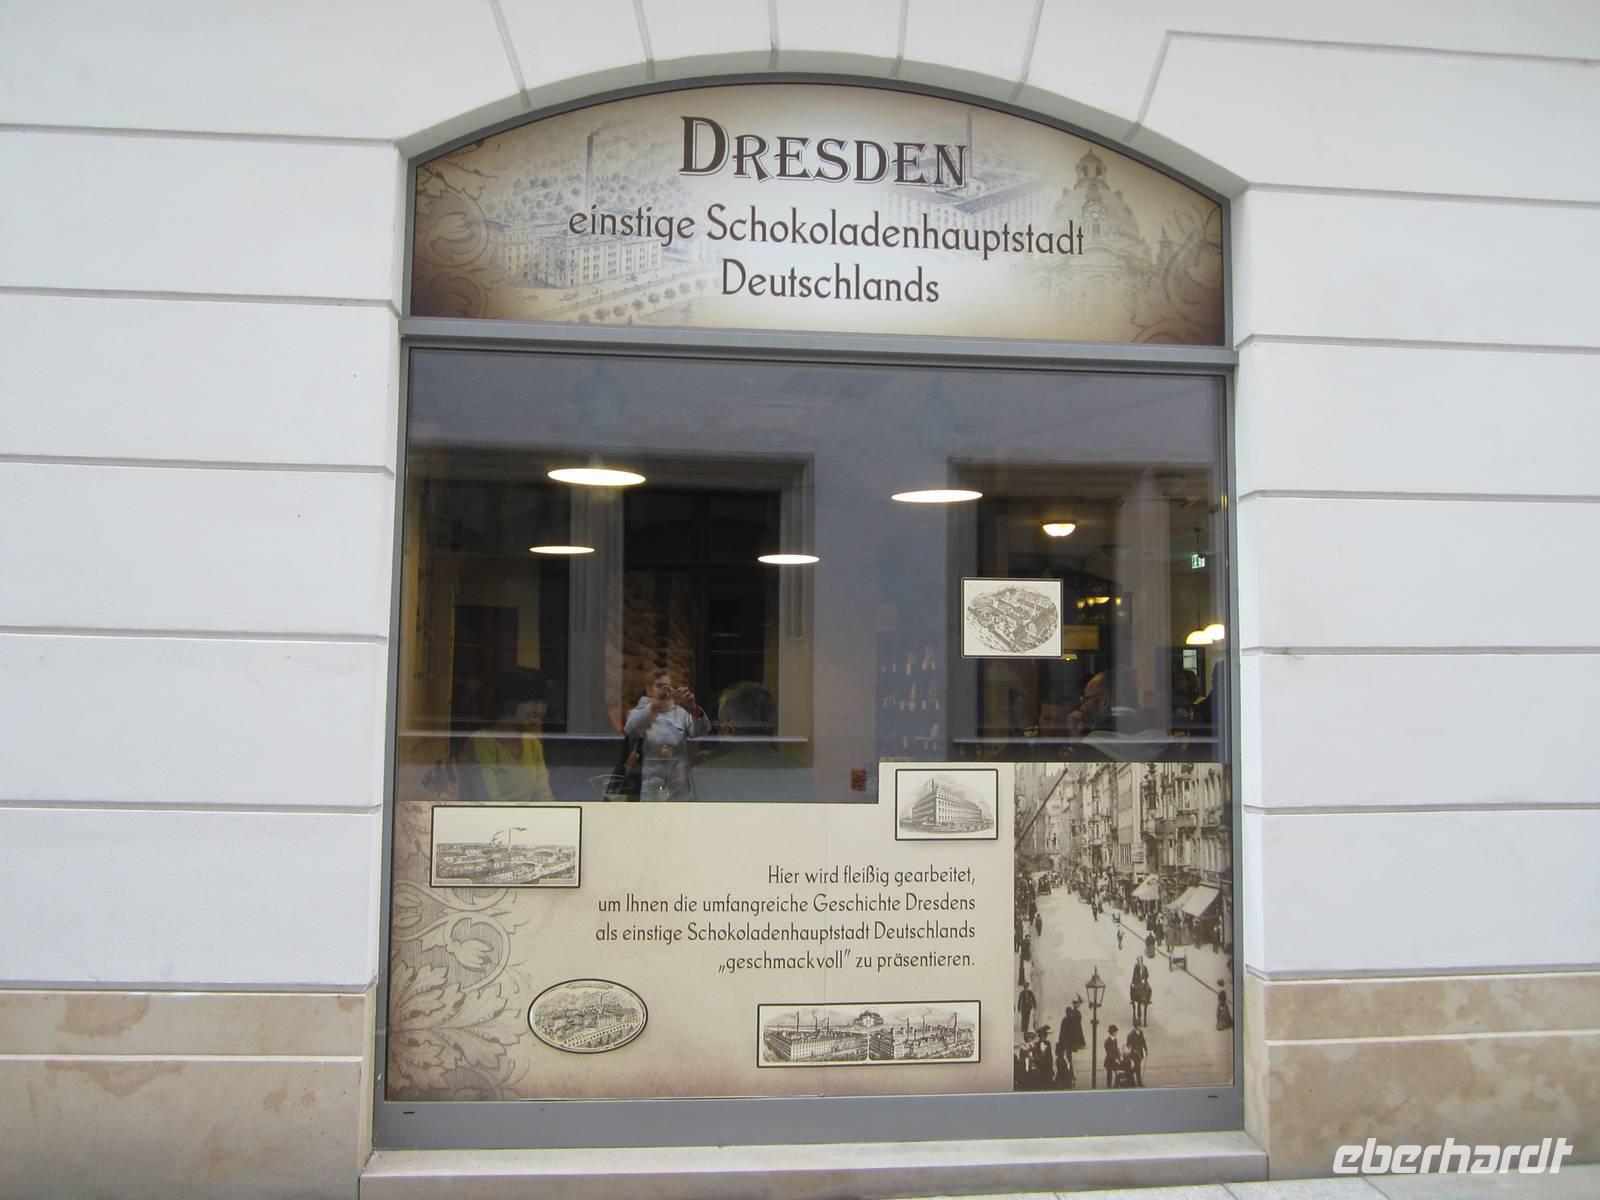 DRESDEN
einstige Schokoladenhauptstadt
Deutschlands
Hier wird fleißig gearbeitet,
um Ihnen die umfangreiche Geschichte Dresdens
als einstige Schokoladenhauptstadt Deutschlands
„geschmackvoll” zu präsentieren.
eberhardt